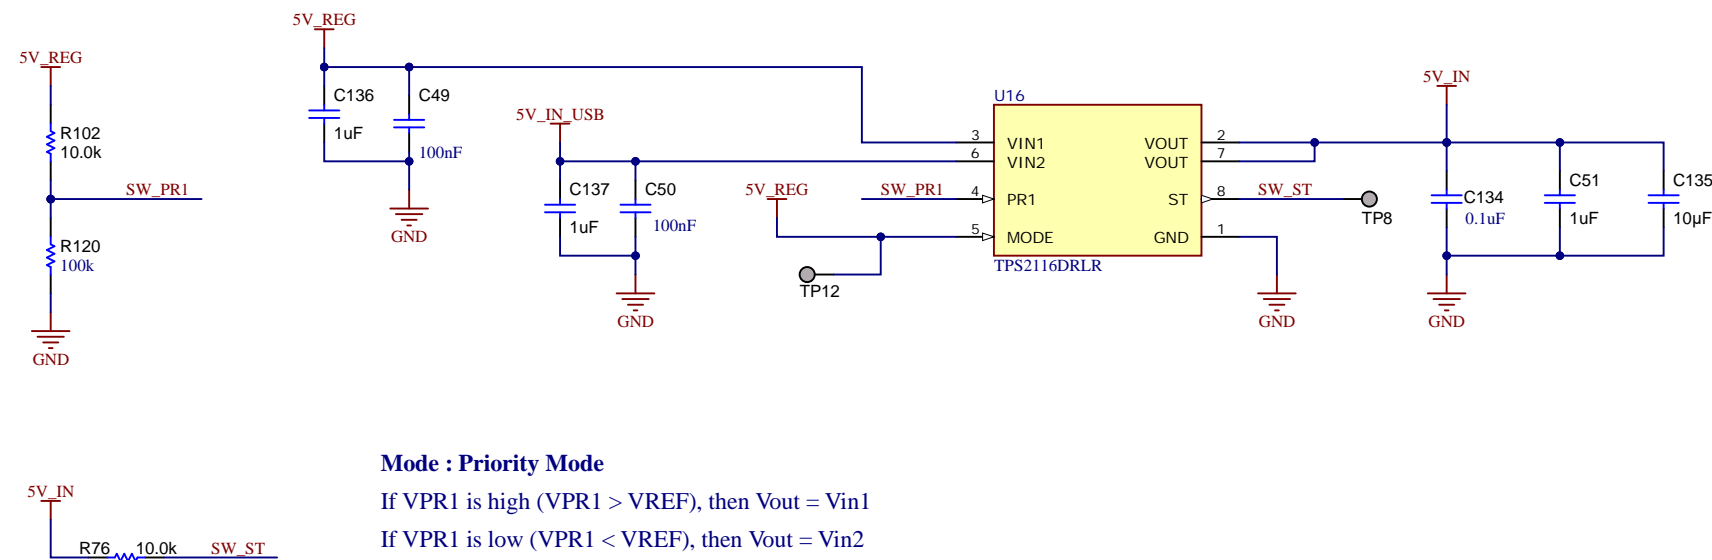 5V_REG
R102
10.0k
SW_PR1
R120
100k
GND
5V_REG
C136
1uF
C49
100nF
GND
5V_IN_USB
C137
1uF
C50
100nF
GND
5V_REG
SW_PR1
TP12
U16
3 VIN1 VOUT 2
6 VIN2 VOUT 7
4 PR1 ST 8
5 MODE GND 1
TPS2116DRLR
SW_ST
TP8
GND
5V_IN
C134
0.1uF
C51
1uF
C135
10µF
GND
Mode : Priority Mode
If VPR1 is high (VPR1 > VREF), then Vout = Vin1
If VPR1 is low (VPR1 < VREF), then Vout = Vin2
5V_IN
R76 10.0k SW_ST